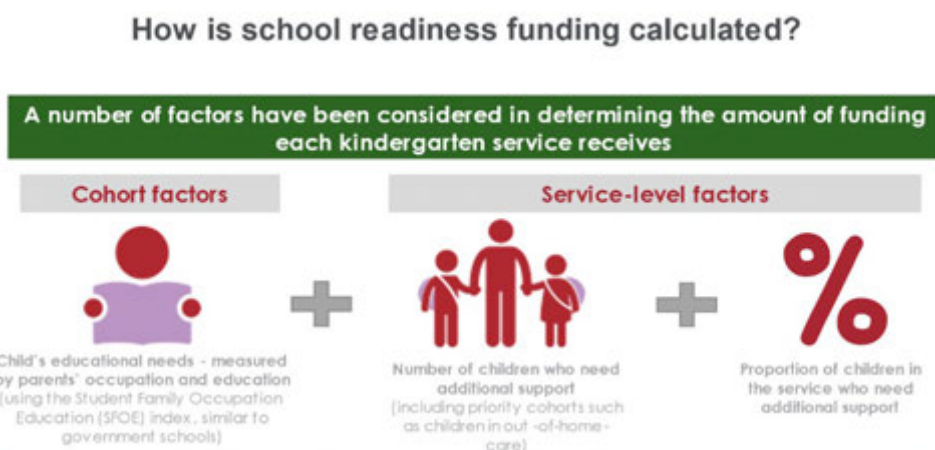 How is school readiness funding calculated?
A number of factors have been considered in determining the amount of funding
each kindergarten service receives
Cohort factors
Service-level factors
Child's educational needs - measured
by parents' occupation and education
(using the Student Family Occupation
Education (SFOE) index, similar to
government schools)
Number of children who need
additional support
(including priority cohorts such
as children in out -of-home-
care)
%
Proportion of children in
the service who need
additional support